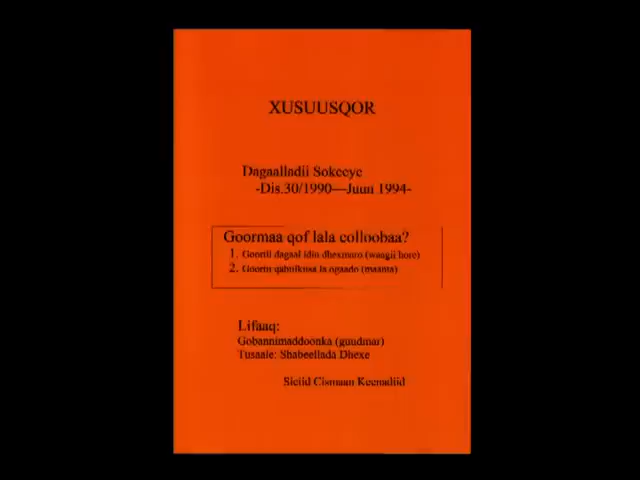 XUSUUSQOR
Dagaalladii Sokeeye
-Dis.30/1990—Juun 1994-
Goormaa qof lala colloobaa?
1. Goortii dagaal idin dhexmaro (waagii hore)
2. Goorta qabiilkiisa la ogaado (maanta)
Lifaaq:
Gobannimaddoonka (guudmar)
Tusaale: Shabeellada Dhexe
Siciid Cismaan Keenadiid